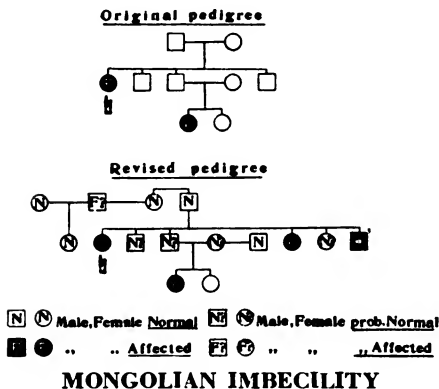 Original pedigree
Revised pedigree
N F? N N
N N? N? N? N N?
N N Male, Female Normal N? N? Male, Female prob. Normal
,, ,, Affected F? F? ,, ,, ,, Affected
MONGOLIAN IMBECILITY